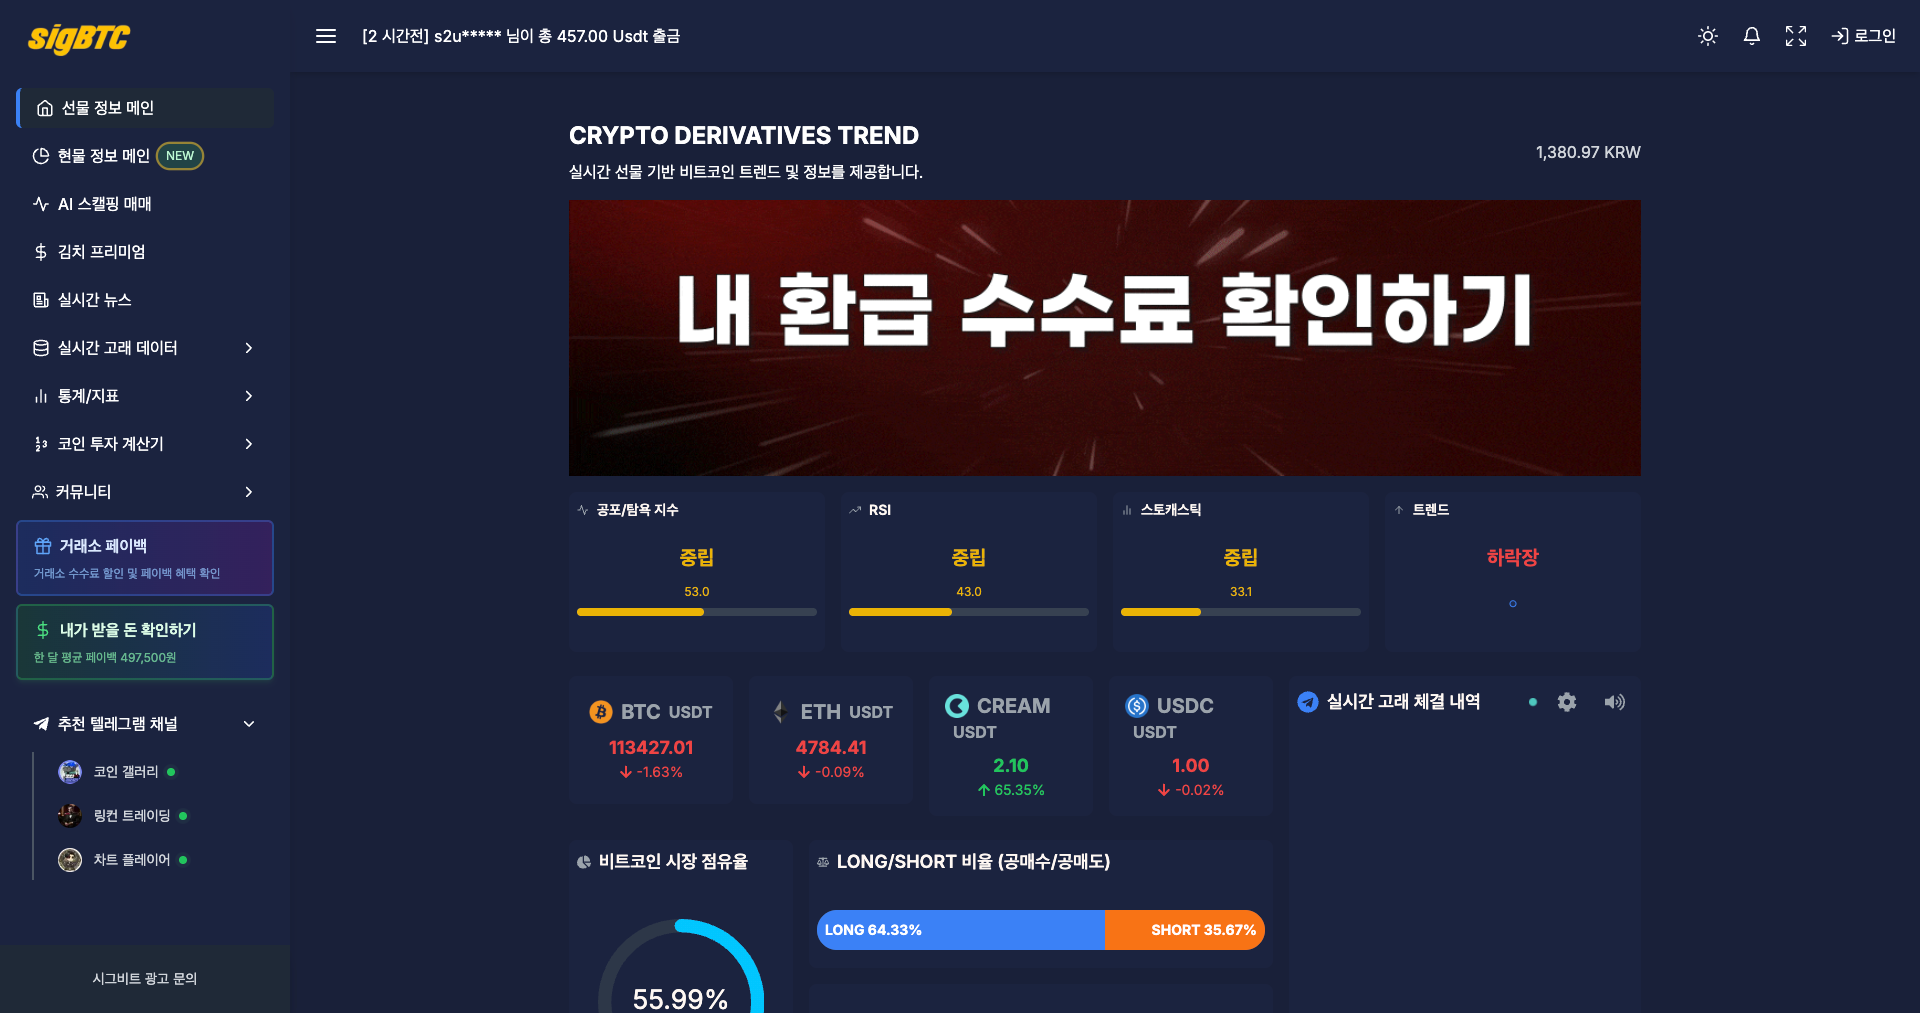 sigBTC
[2 시간전] s2u***** 님이 총 457.00 Usdt 출금
로그인
선물 정보 메인
현물 정보 메인 NEW
AI 스캘핑 매매
김치 프리미엄
실시간 뉴스
실시간 고래 데이터
통계/지표
코인 투자 계산기
커뮤니티
거래소 페이백
거래소 수수료 할인 및 페이백 혜택 확인
내가 받을 돈 확인하기
한 달 평균 페이백 497,500원
추천 텔레그램 채널
코인 갤러리
링컨 트레이딩
차트 플레이어
시그비트 광고 문의
CRYPTO DERIVATIVES TREND
실시간 선물 기반 비트코인 트렌드 및 정보를 제공합니다.
1,380.97 KRW
내 환급 수수료 확인하기
공포/탐욕 지수
중립
53.0
RSI
중립
43.0
스토캐스틱
중립
33.1
트렌드
하락장
BTC USDT
113427.01
-1.63%
ETH USDT
4784.41
-0.09%
CREAM
USDT
2.10
65.35%
USDC
USDT
1.00
-0.02%
실시간 고래 체결 내역
비트코인 시장 점유율
55.99%
LONG/SHORT 비율 (공매수/공매도)
LONG 64.33%
SHORT 35.67%